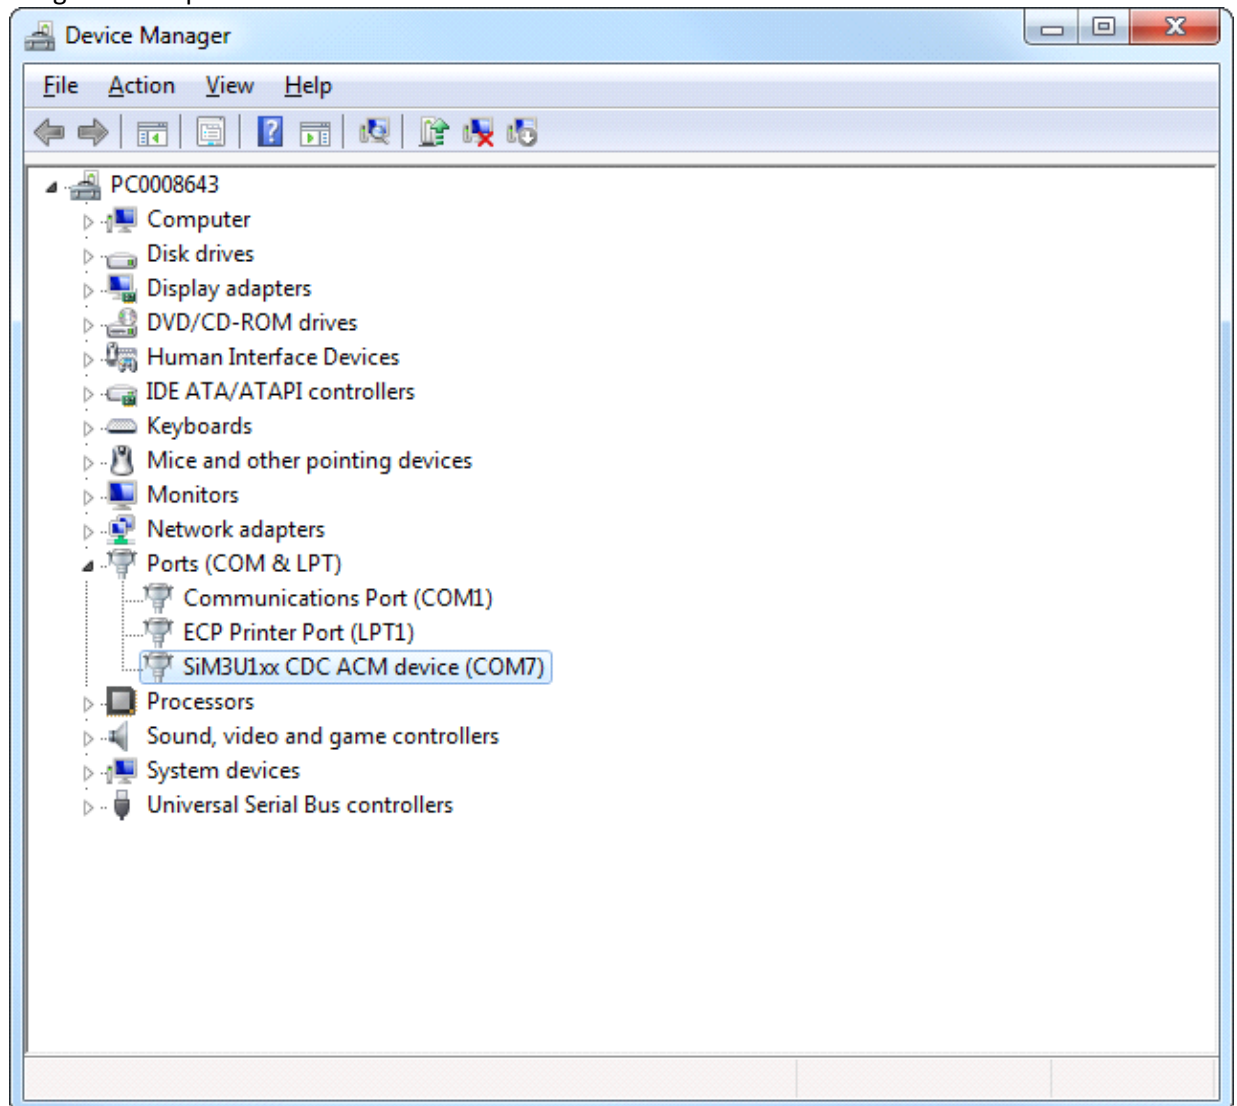 Device Manager
File Action View Help
PC0008643
Computer
Disk drives
Display adapters
DVD/CD-ROM drives
Human Interface Devices
IDE ATA/ATAPI controllers
Keyboards
Mice and other pointing devices
Monitors
Network adapters
Ports (COM & LPT)
Communications Port (COM1)
ECP Printer Port (LPT1)
SiM3U1xx CDC ACM device (COM7)
Processors
Sound, video and game controllers
System devices
Universal Serial Bus controllers